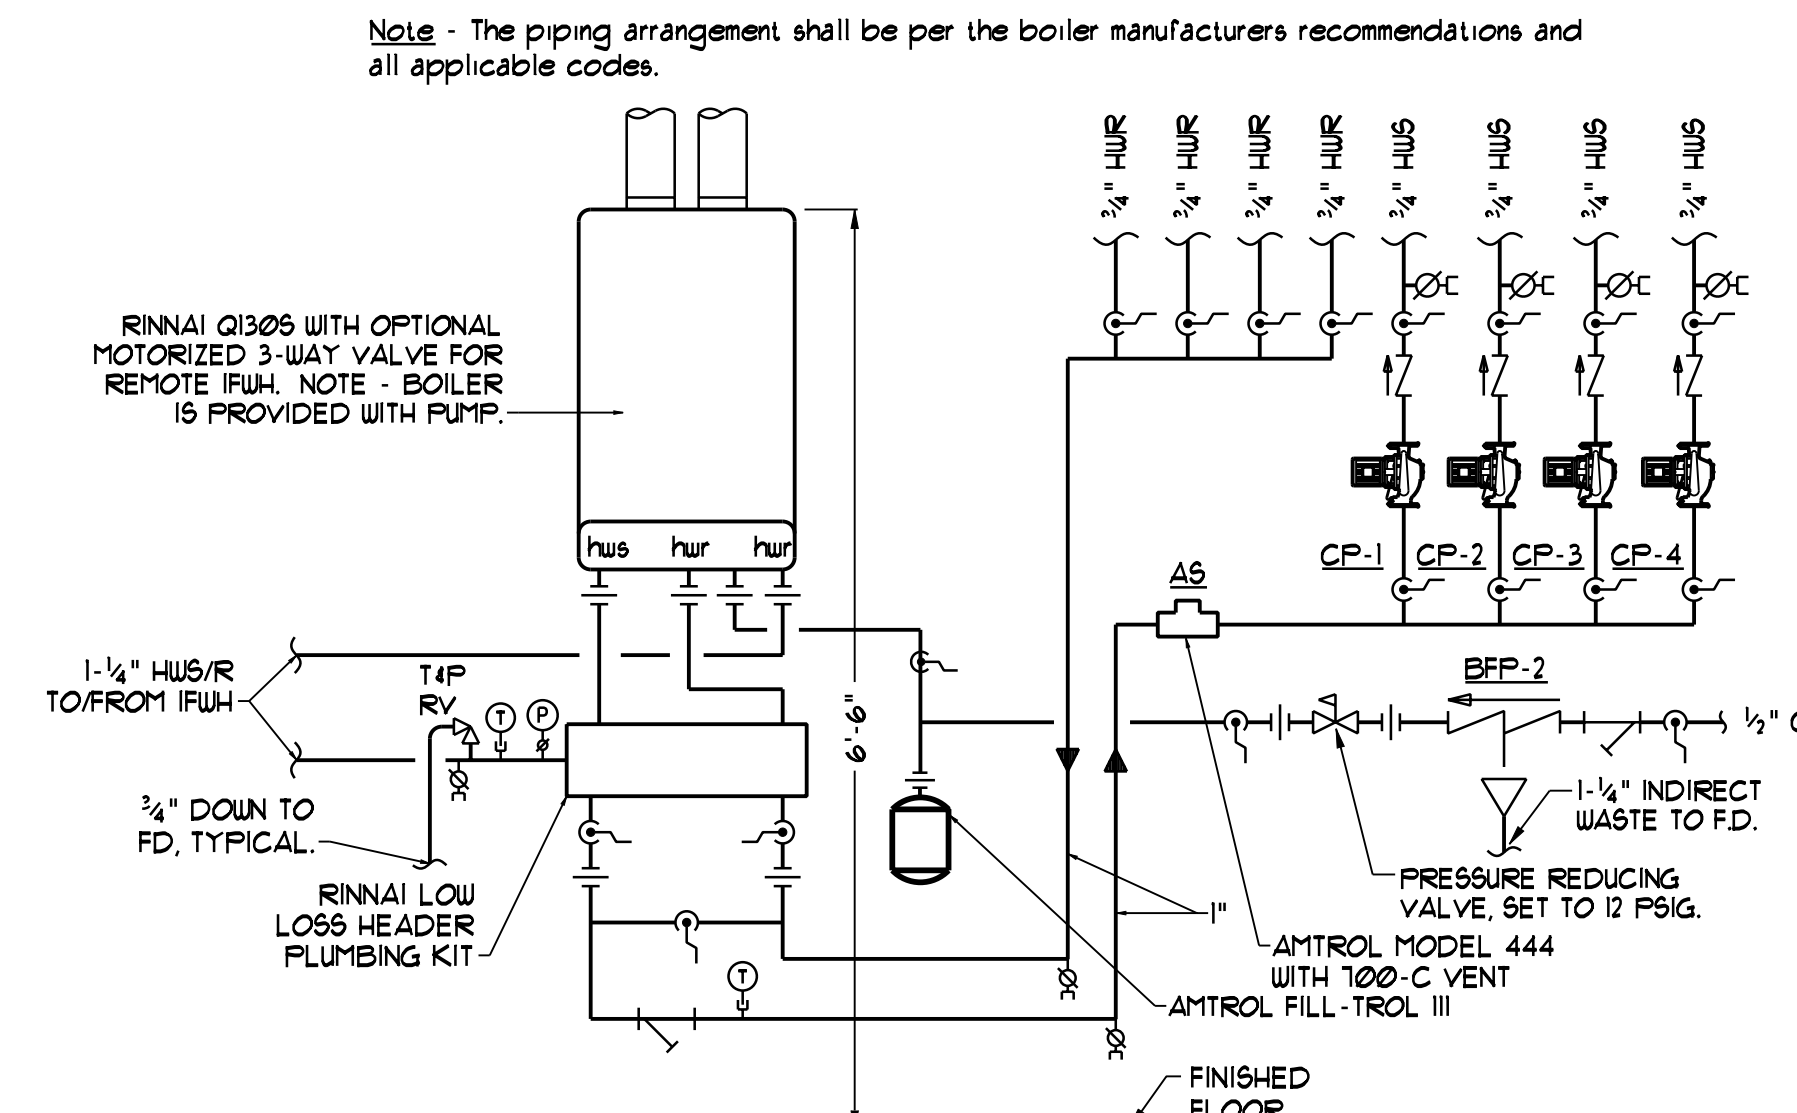 Note - The piping arrangement shall be per the boiler manufacturers recommendations and
all applicable codes.
3/4" HWR
3/4" HWR
3/4" HWR
3/4" HWR
3/4" HWS
3/4" HWS
3/4" HWS
3/4" HWS
RINNAI Q130S WITH OPTIONAL
MOTORIZED 3-WAY VALVE FOR
REMOTE IFWH. NOTE - BOILER
IS PROVIDED WITH PUMP.
hws hwr hwr
CP-1 CP-2 CP-3 CP-4
AS
1-1/4" HWS/R
TO/FROM IFWH
T&P
RV
T
P
6'-6"
BFP-2
1/2"
3/4" DOWN TO
FD, TYPICAL.
1-1/4" INDIRECT
WASTE TO F.D.
RINNAI LOW
LOSS HEADER
PLUMBING KIT
PRESSURE REDUCING
VALVE, SET TO 12 PSIG.
1"
AMTROL MODEL 444
WITH 700-C VENT
AMTROL FILL-TROL III
T
FINISHED
FLOOR